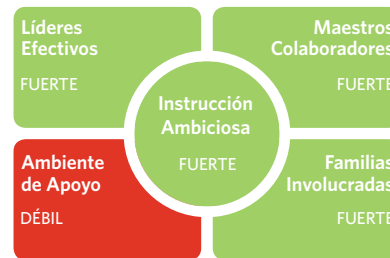 Líderes
Efectivos
FUERTE
Maestros
Colaboradores
FUERTE
Instrucción
Ambiciosa
FUERTE
Ambiente
de Apoyo
DÉBIL
Familias
Involucradas
FUERTE